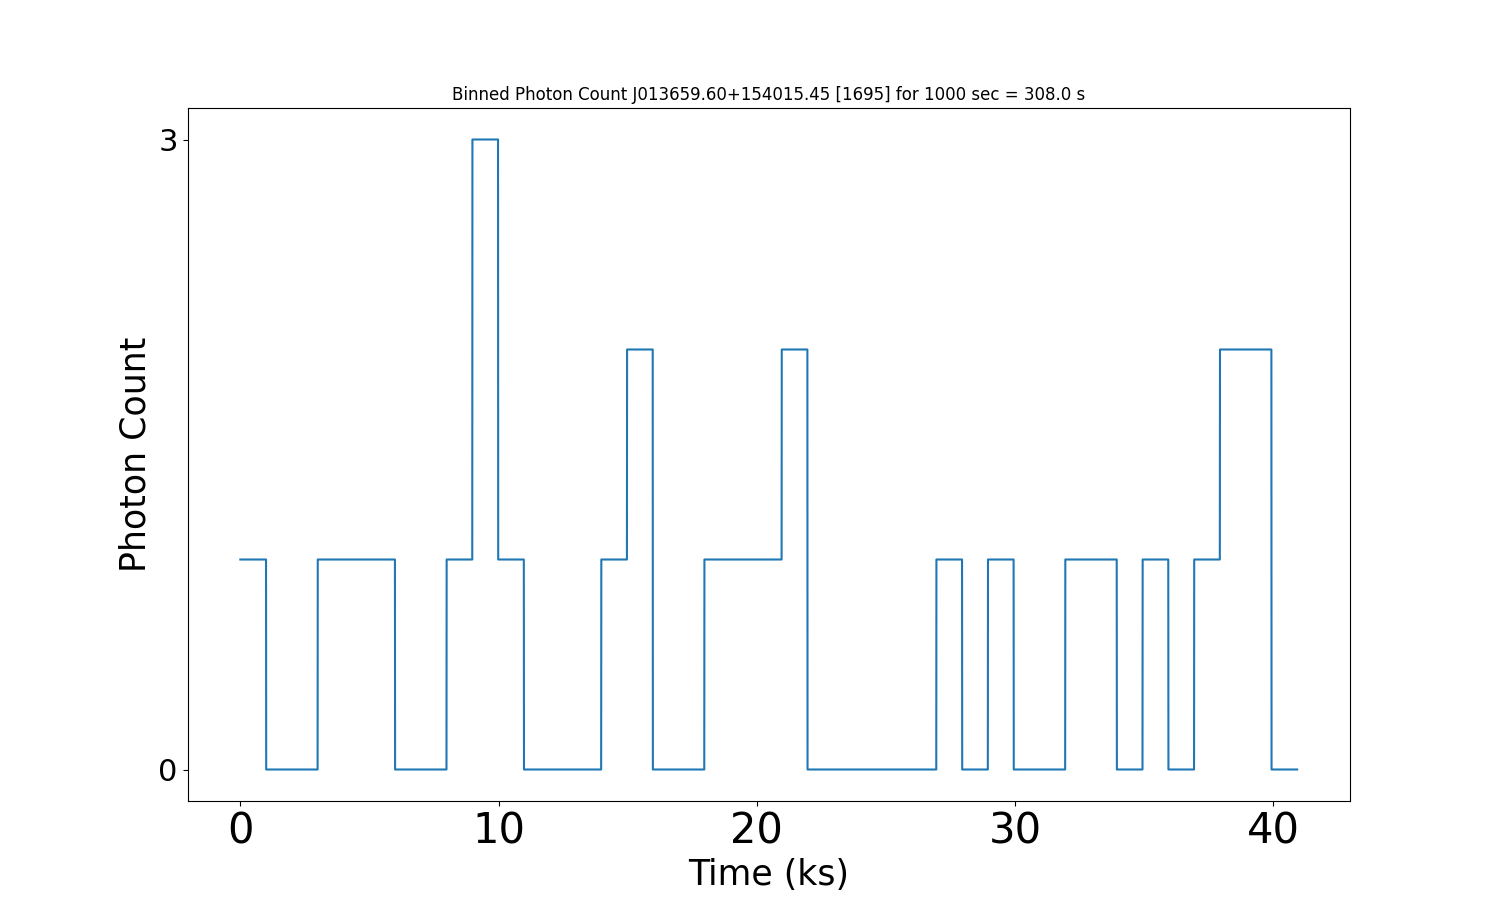 Binned Photon Count J013659.60+154015.45 [1695] for 1000 sec = 308.0 s
3
Photon Count
0
0 10 20 30 40
Time (ks)